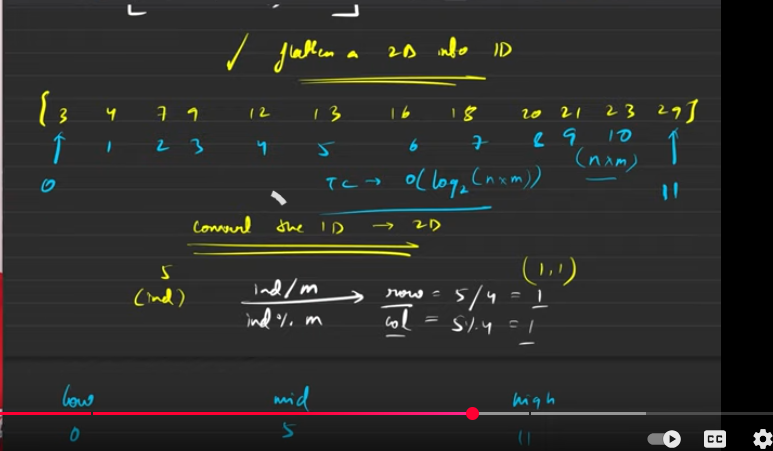 ✓ flatten a 2D into 1D
[3 4 7 9 12 13 16 18 20 21 23 29]
0 1 2 3 4 5 6 7 8 9 10 11
(n×m)
TC → O(log₂(n×m))
convert the 1D → 2D
5
(ind)
ind/m
ind % m
(1,1)
row = 5/4 = 1
col = 5%4 = 1
low mid high
0 5 11
CC